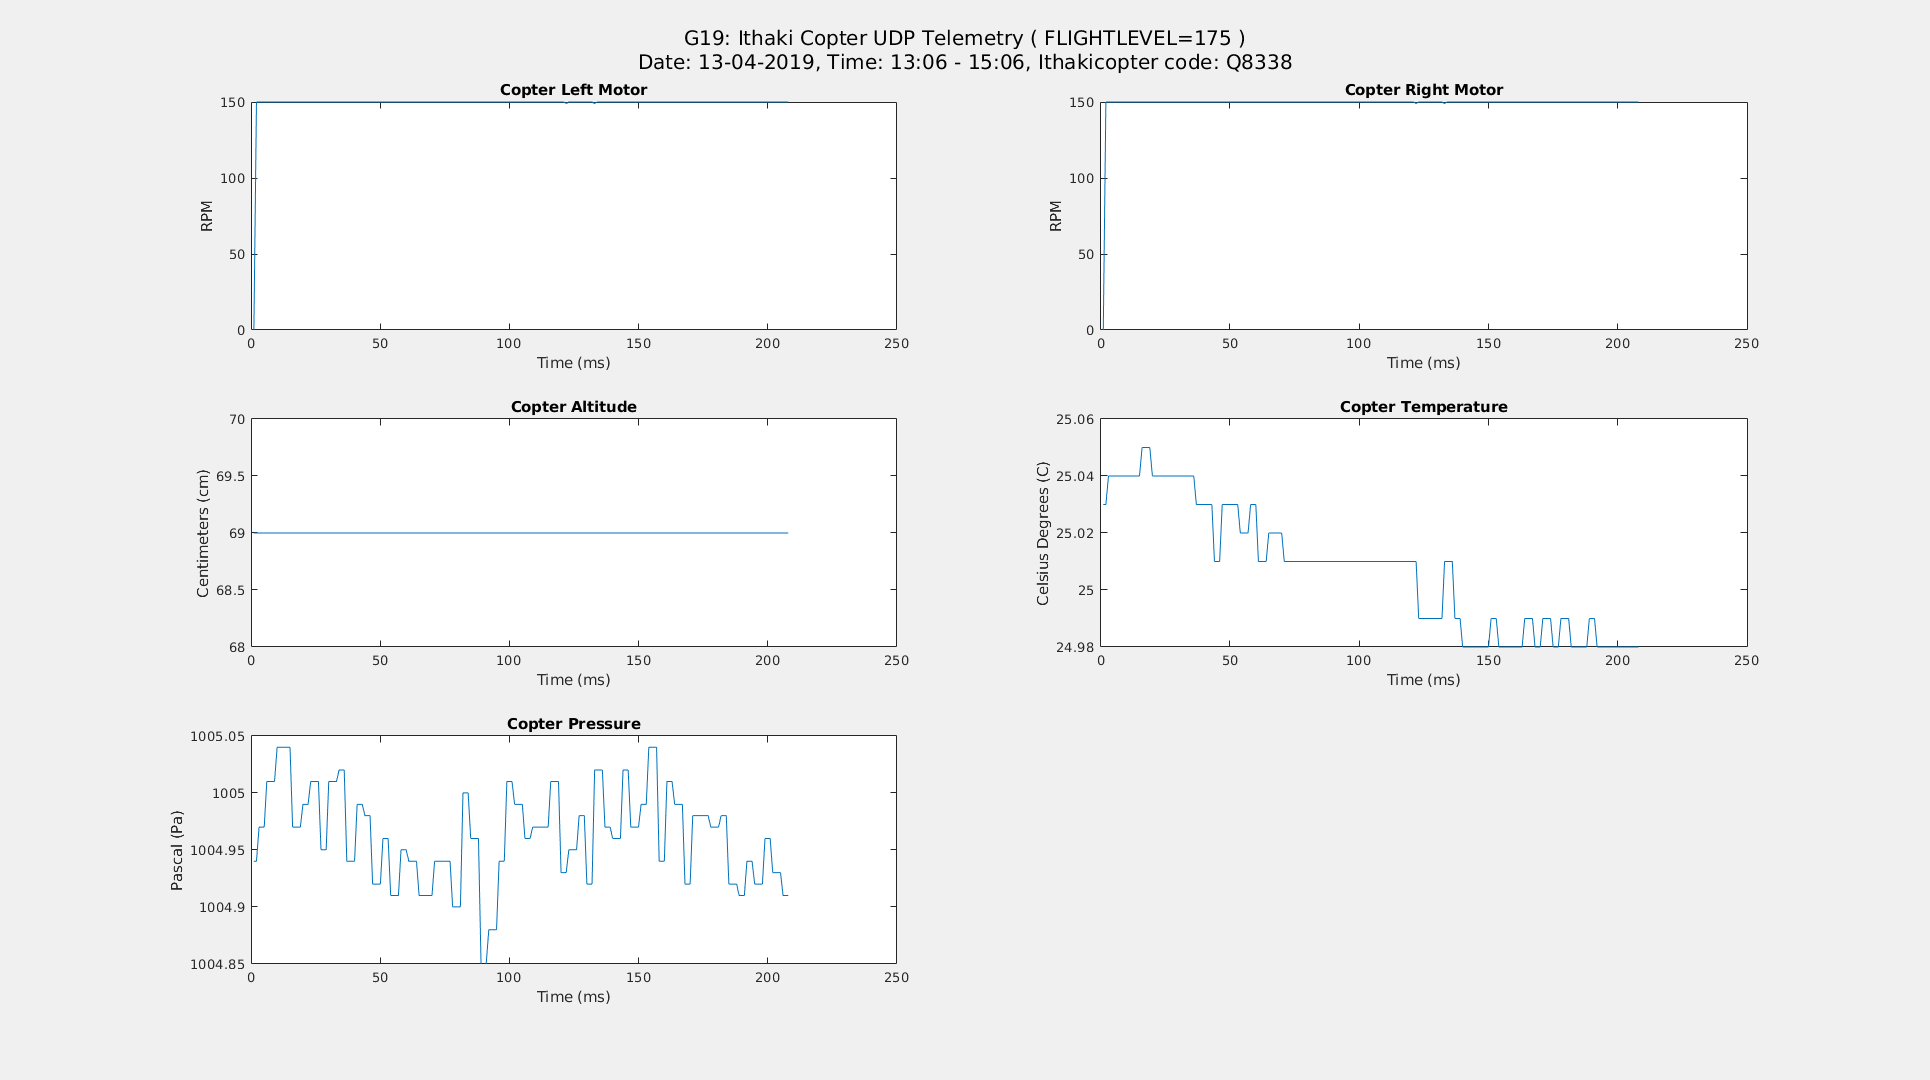 G19: Ithaki Copter UDP Telemetry ( FLIGHTLEVEL=175 )
Date: 13-04-2019, Time: 13:06 - 15:06, Ithakicopter code: Q8338
Copter Left Motor
150
100
50
0
RPM
0 50 100 150 200 250
Time (ms)
Copter Right Motor
150
100
50
0
RPM
0 50 100 150 200 250
Time (ms)
Copter Altitude
70
69.5
69
68.5
68
Centimeters (cm)
0 50 100 150 200 250
Time (ms)
Copter Temperature
25.06
25.04
25.02
25
24.98
Celsius Degrees (C)
0 50 100 150 200 250
Time (ms)
Copter Pressure
1005.05
1005
1004.95
1004.9
1004.85
Pascal (Pa)
0 50 100 150 200 250
Time (ms)